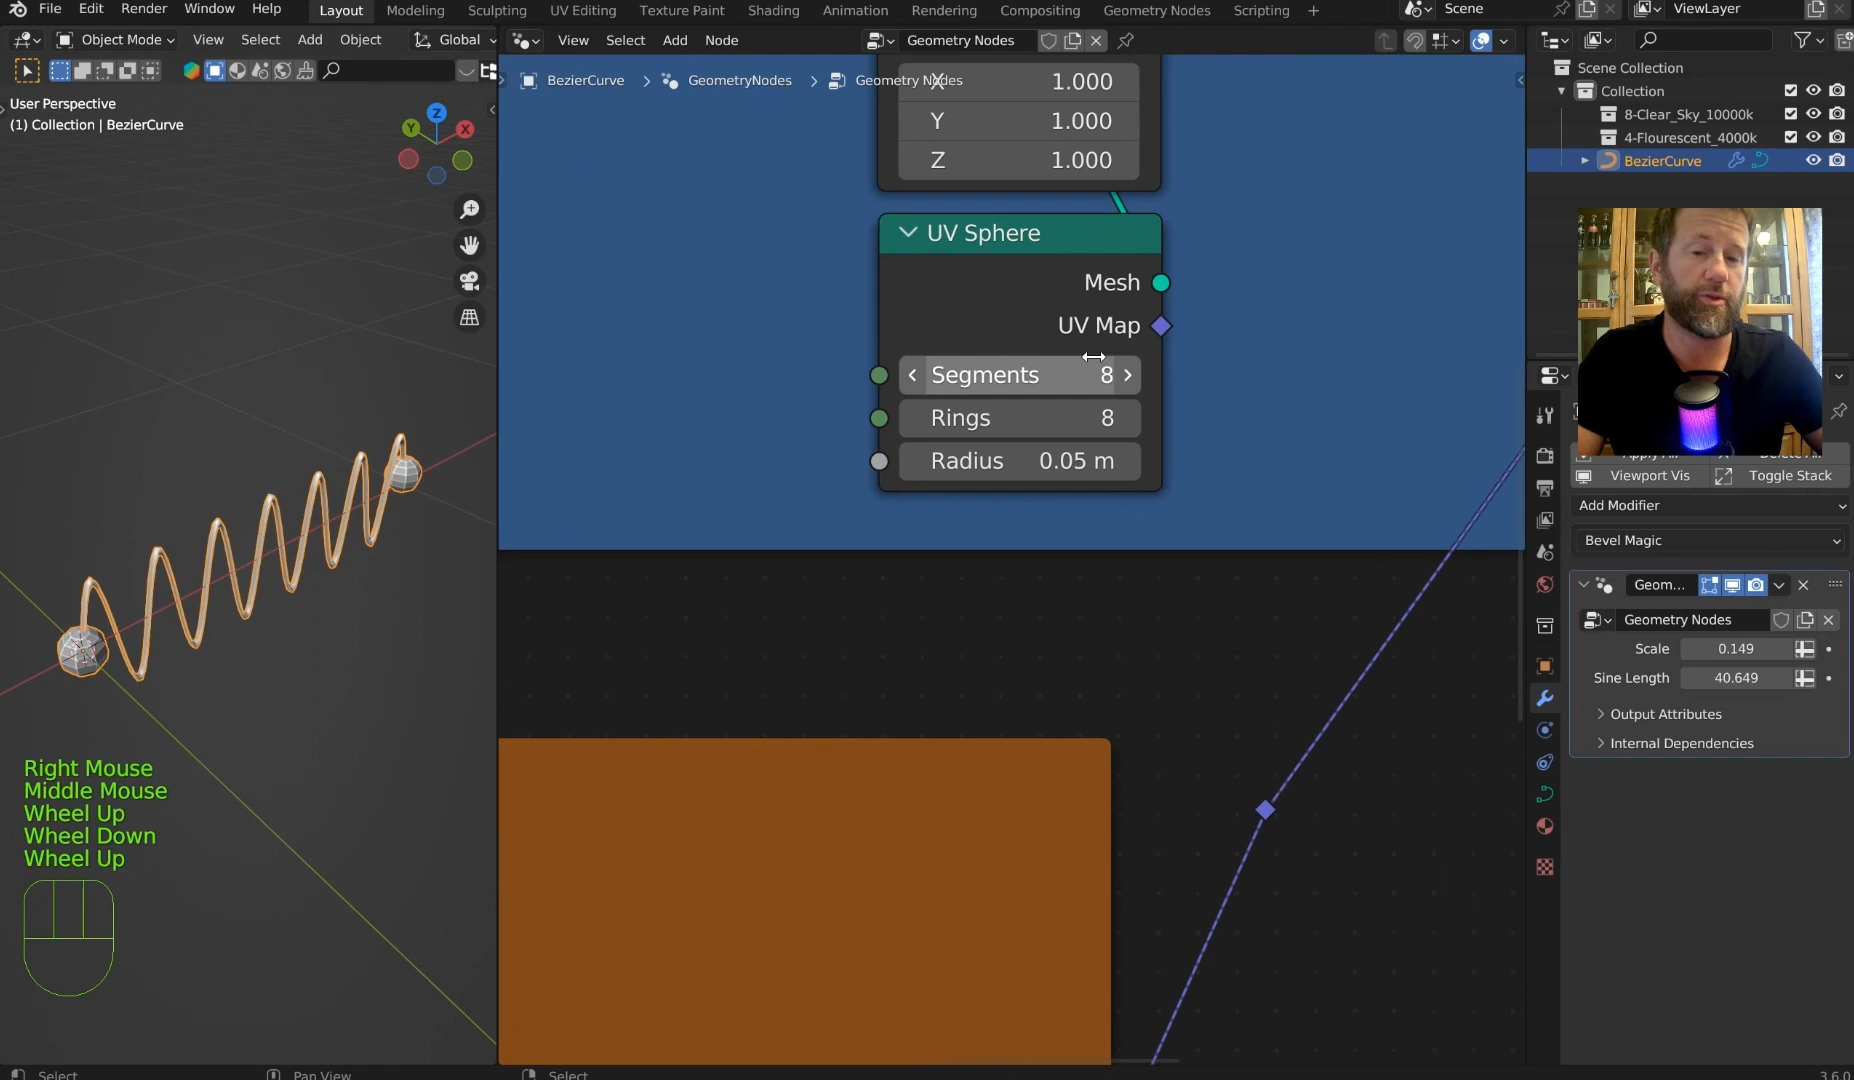 File Edit Render Window Help Layout Modeling Sculpting UV Editing Texture Paint Shading Animation Rendering Compositing Geometry Nodes Scripting + Scene ViewLayer
Object Mode View Select Add Object Global View Select Add Node Geometry Nodes
User Perspective
(1) Collection | BezierCurve
BezierCurve > GeometryNodes > Geometry Nodes
X 1.000
Y 1.000
Z 1.000
UV Sphere
Mesh
UV Map
Segments 8
Rings 8
Radius 0.05 m
Scene Collection
Collection
8-Clear_Sky_10000k
4-Flourescent_4000k
BezierCurve
Viewport Vis Toggle Stack
Add Modifier
Bevel Magic
Geom...
Geometry Nodes
Scale 0.149
Sine Length 40.649
Output Attributes
Internal Dependencies
Right Mouse
Middle Mouse
Wheel Up
Wheel Down
Wheel Up
Select Pan View Select 3.6.0